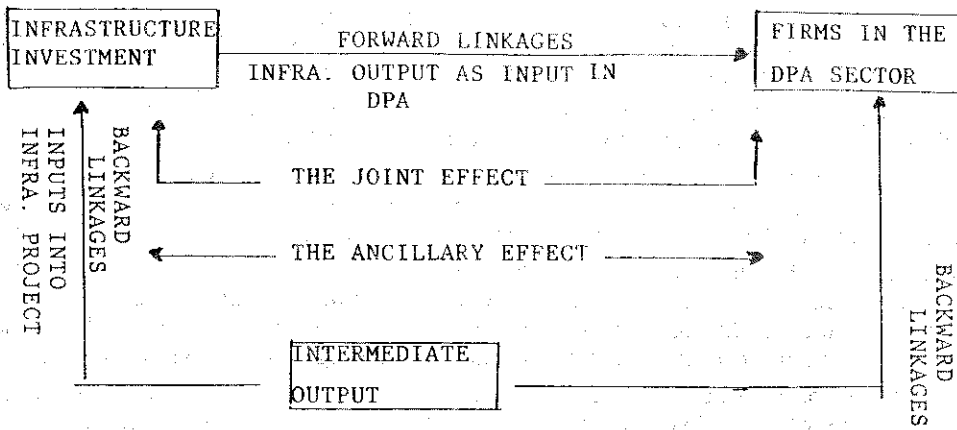 INFRASTRUCTURE
INVESTMENT
FORWARD LINKAGES
INFRA. OUTPUT AS INPUT IN
DPA
FIRMS IN THE
DPA SECTOR
BACKWARD
LINKAGES
INPUTS INTO
INFRA. PROJECT
THE JOINT EFFECT
THE ANCILLARY EFFECT
INTERMEDIATE
OUTPUT
BACKWARD
LINKAGES